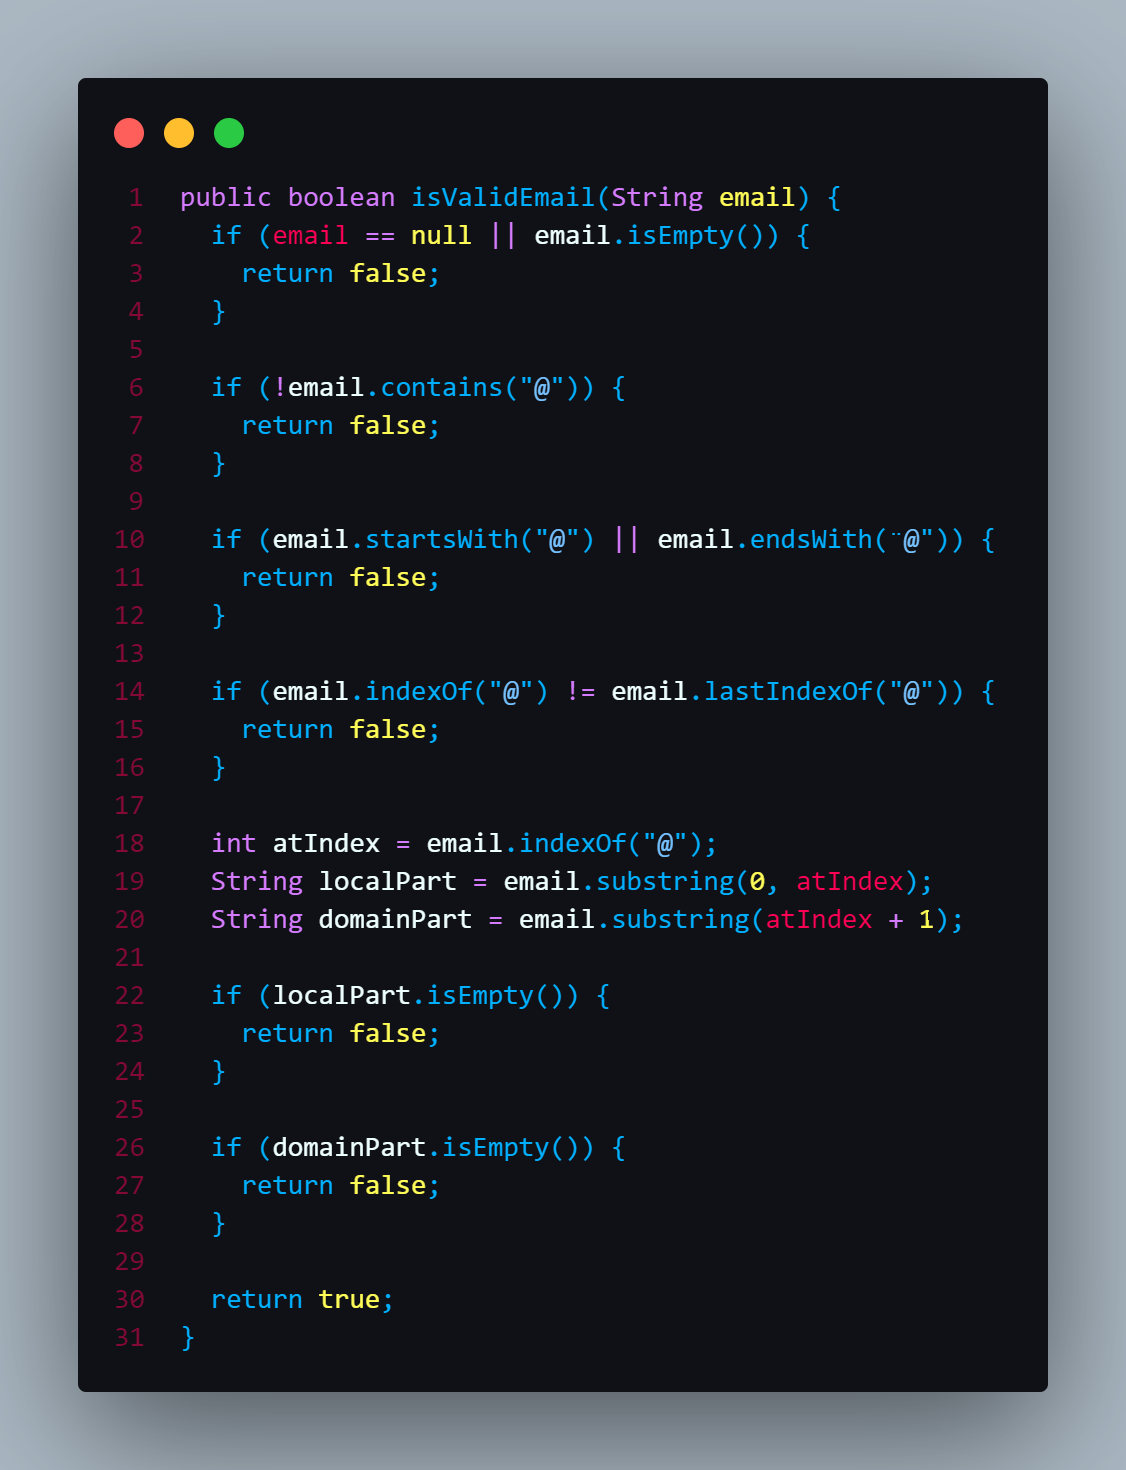 1 public boolean isValidEmail(String email) {
2 if (email == null || email.isEmpty()) {
3 return false;
4 }
5
6 if (!email.contains("@")) {
7 return false;
8 }
9
10 if (email.startsWith("@") || email.endsWith(¨@")) {
11 return false;
12 }
13
14 if (email.indexOf("@") != email.lastIndexOf("@")) {
15 return false;
16 }
17
18 int atIndex = email.indexOf("@");
19 String localPart = email.substring(0, atIndex);
20 String domainPart = email.substring(atIndex + 1);
21
22 if (localPart.isEmpty()) {
23 return false;
24 }
25
26 if (domainPart.isEmpty()) {
27 return false;
28 }
29
30 return true;
31 }